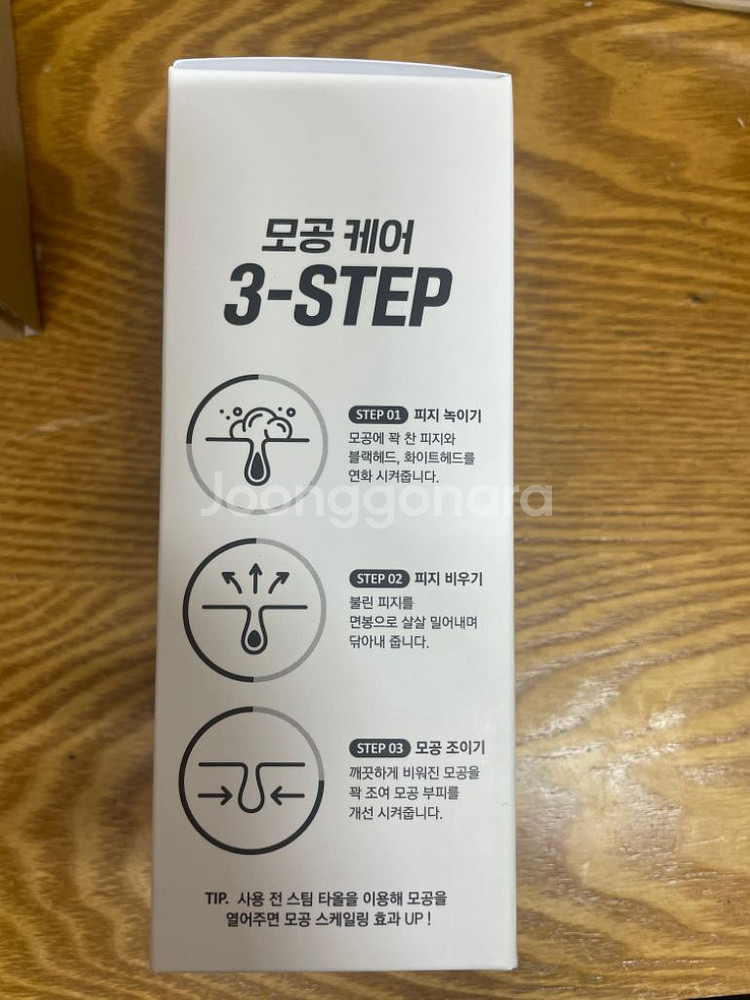 모공 케어
3-STEP
STEP 01 피지 녹이기
모공에 꽉 찬 피지와
블랙헤드, 화이트헤드를
연화 시켜줍니다.
Joonggonara
STEP 02 피지 비우기
불린 피지를
면봉으로 살살 밀어내며
닦아내 줍니다.
STEP 03 모공 조이기
깨끗하게 비워진 모공을
꽉 조여 모공 부피를
개선 시켜줍니다.
TIP. 사용 전 스팀 타올을 이용해 모공을
열어주면 모공 스케일링 효과 UP !